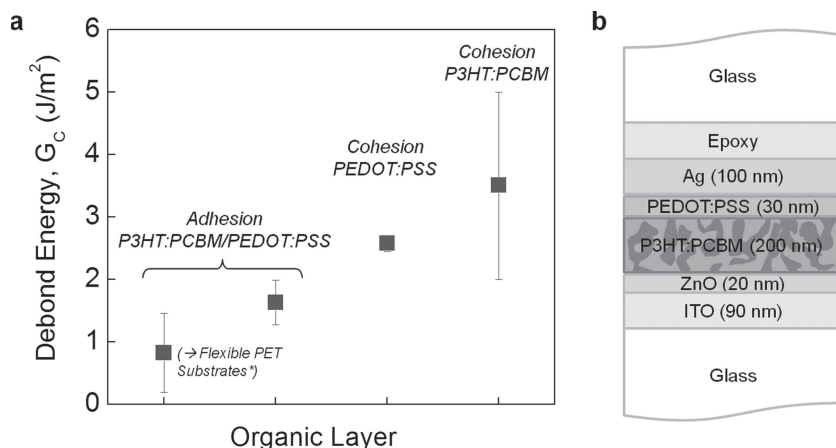 a
Debond Energy, G_C (J/m²)
6
5
4
3
2
1
0
Adhesion
P3HT:PCBM/PEDOT:PSS
Cohesion
PEDOT:PSS
Cohesion
P3HT:PCBM
(→ Flexible PET
Substrates*)
Organic Layer
b
Glass
Epoxy
Ag (100 nm)
PEDOT:PSS (30 nm)
P3HT:PCBM (200 nm)
ZnO (20 nm)
ITO (90 nm)
Glass